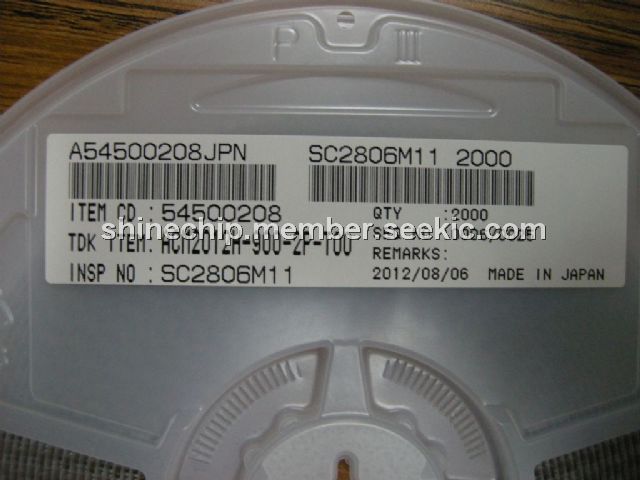 P III
A54500208JPN SC2806M11 2000
ITEM CD : 54500208 QTY :2000
shinechip.member.seekic.com
TDK ITEM: ACM2012H-900-2P-T00
REMARKS:
INSP NO : SC2806M11 2012/08/06 MADE IN JAPAN